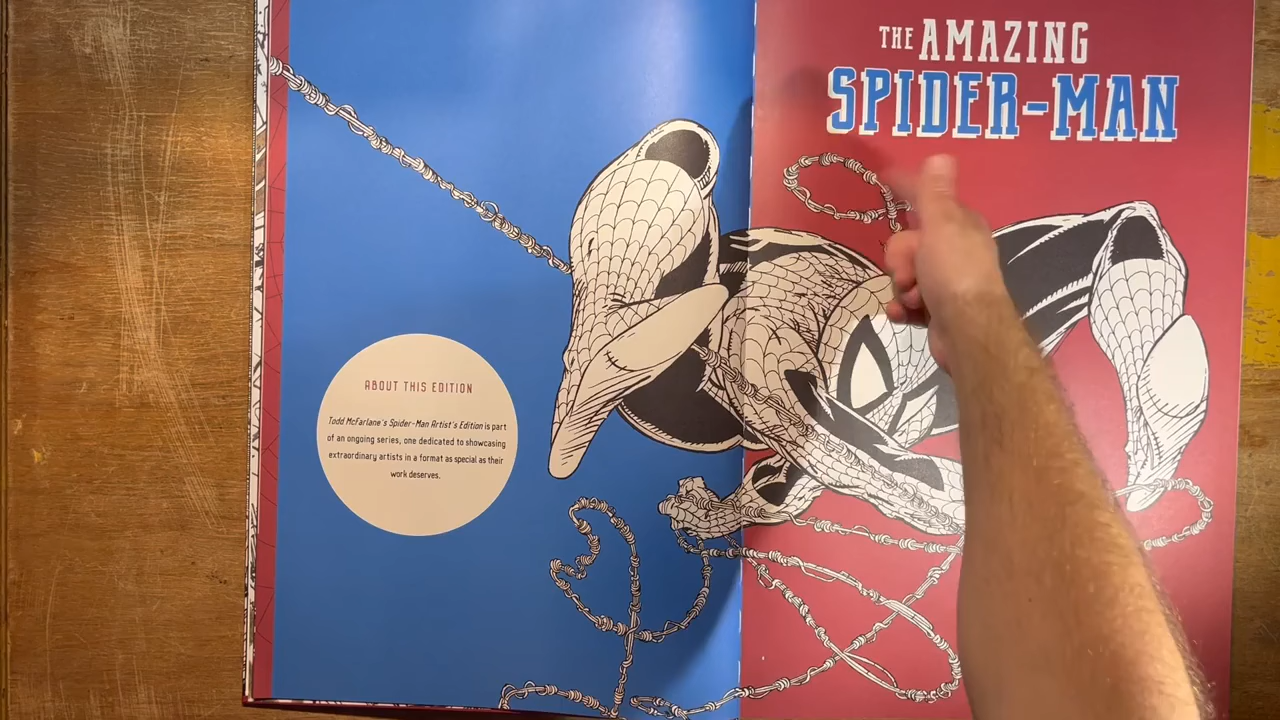 THE AMAZING
SPIDER-MAN
ABOUT THIS EDITION
Todd McFarlane's Spider-Man Artist's Edition is part
of an ongoing series, one dedicated to showcasing
extraordinary artists in a format as special as their
work deserves.